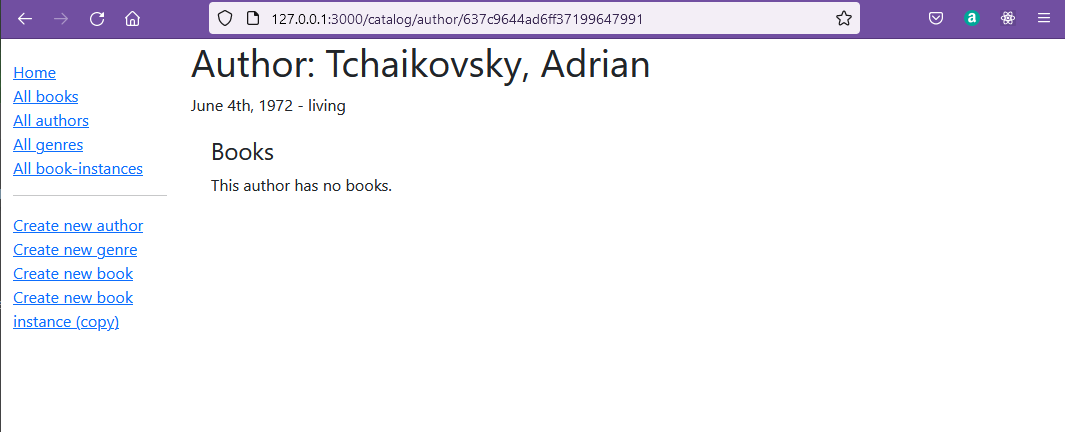 127.0.0.1:3000/catalog/author/637c9644ad6ff37199647991
a
Home
All books
All authors
All genres
All book-instances
Create new author
Create new genre
Create new book
Create new book
instance (copy)
Author: Tchaikovsky, Adrian
June 4th, 1972 - living
Books
This author has no books.